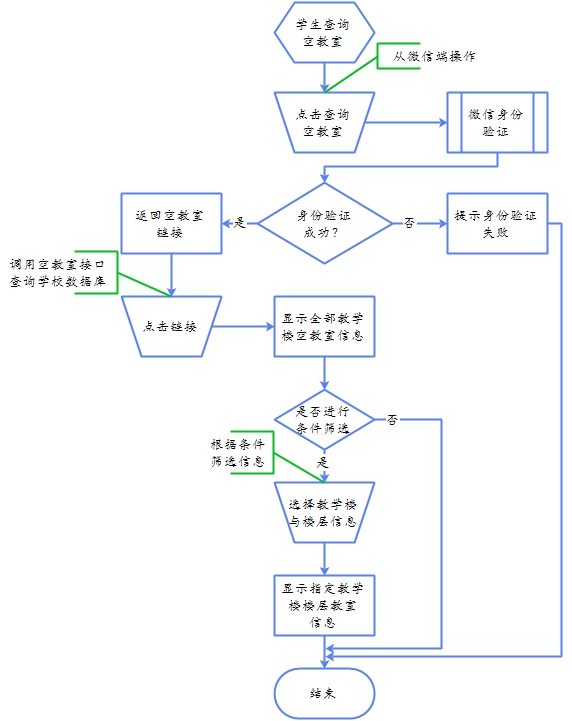 学生查询
空教室
从微信端操作
点击查询
空教室
微信身份
验证
返回空教室
链接
是
身份验证
成功？
否
提示身份验证
失败
调用空教室接口
查询学校数据库
点击链接
显示全部教学
楼空教室信息
是否进行
条件筛选
否
根据条件
筛选信息
是
选择教学楼
与楼层信息
显示指定教学
楼楼层教室
信息
结束